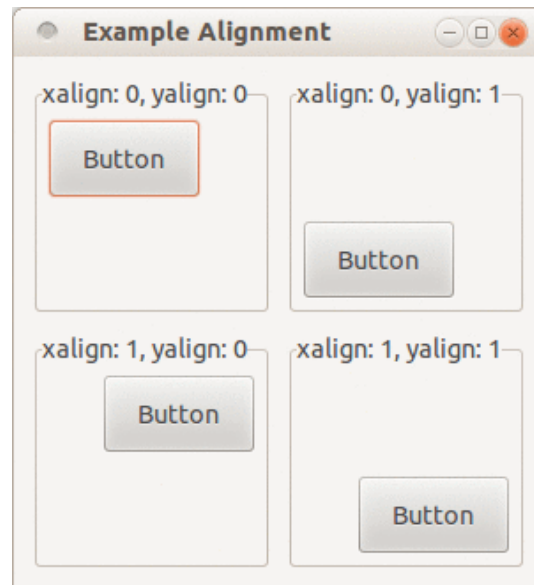 Example Alignment
xalign: 0, yalign: 0
xalign: 0, yalign: 1
Button
Button
xalign: 1, yalign: 0
xalign: 1, yalign: 1
Button
Button